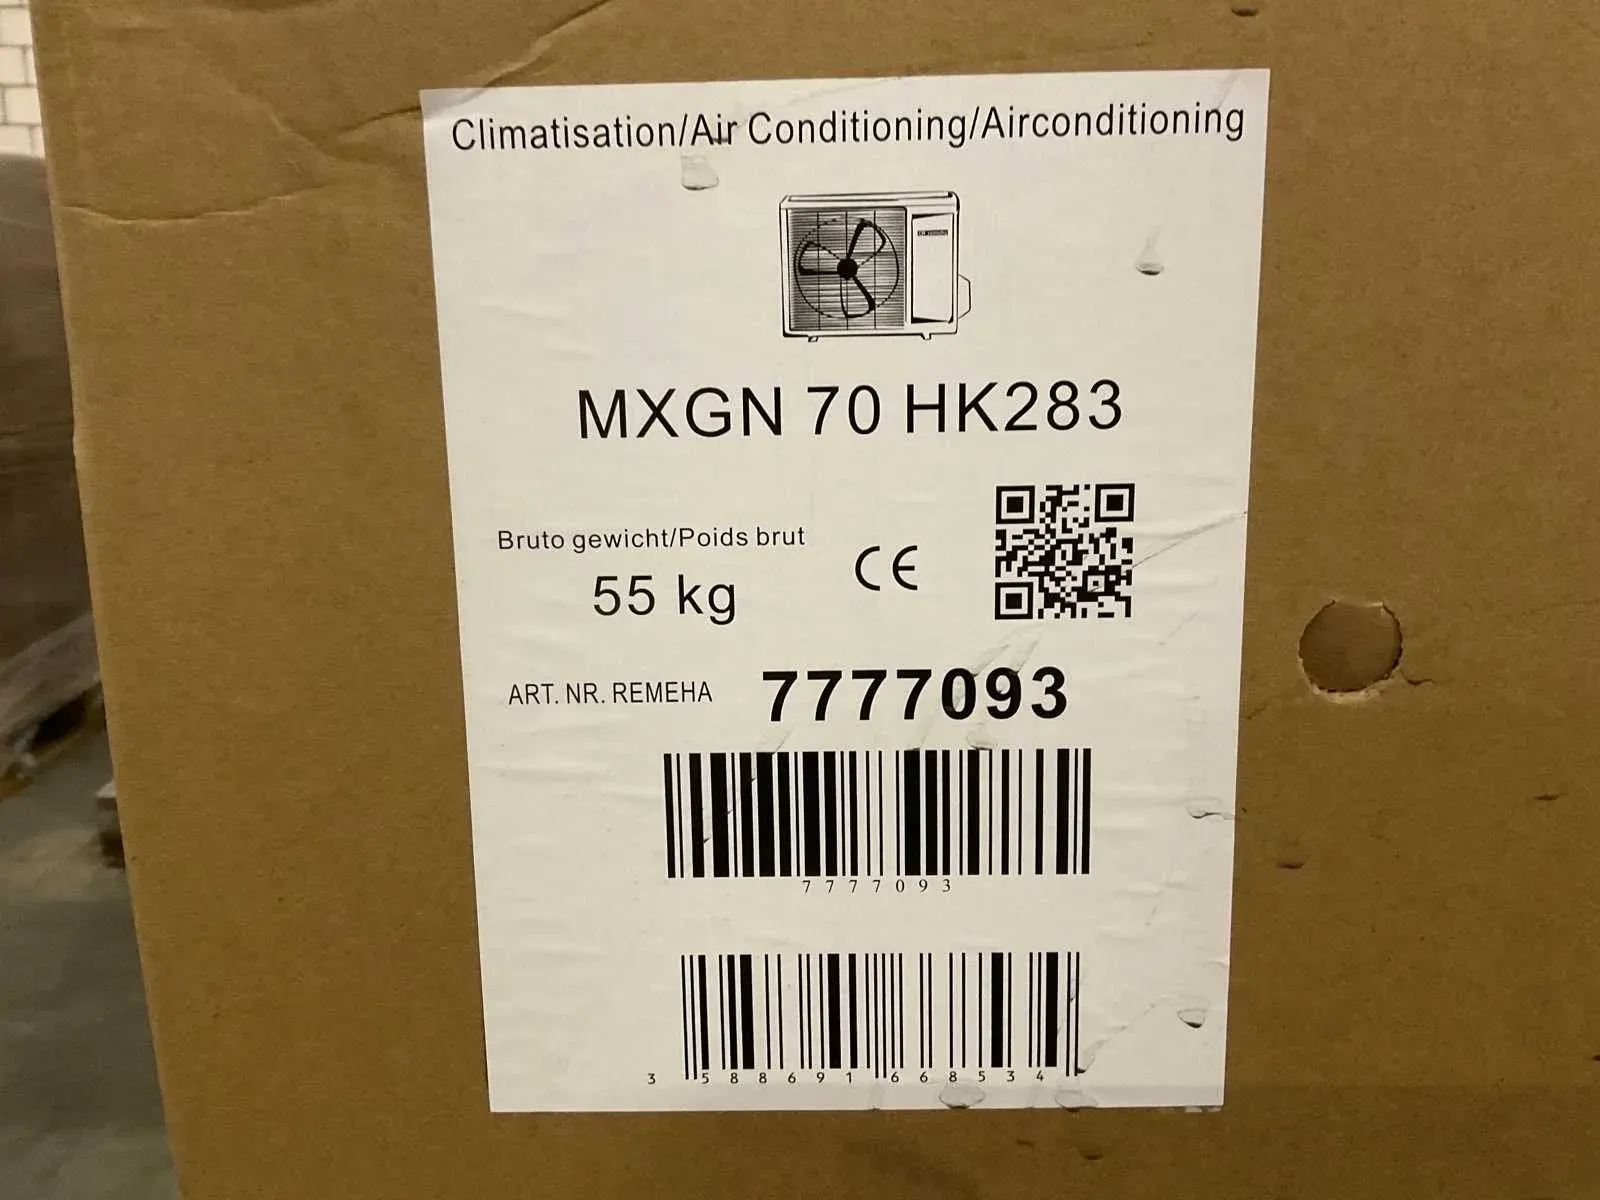 Climatisation/Air Conditioning/Airconditioning
MXGN 70 HK283
Bruto gewicht/Poids brut
55 kg
CE
ART. NR. REMEHA 7777093
7777093
3 588691 668534